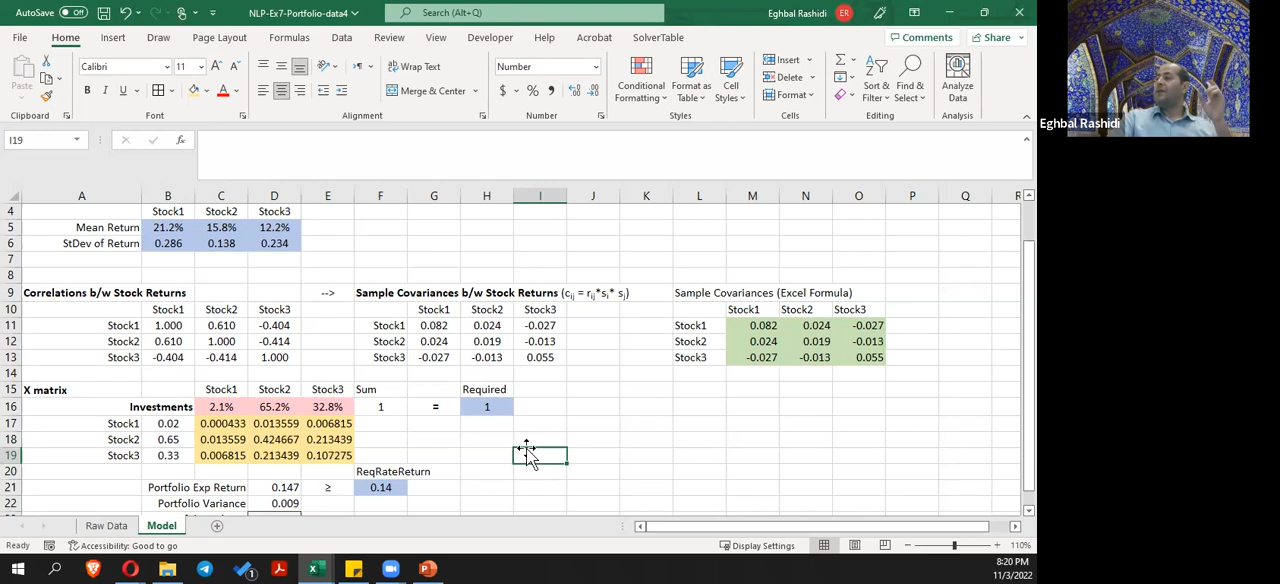 AutoSave Off NLP-Ex7-Portfolio-data4 Search (Alt+Q) Eghbal Rashidi ER
File Home Insert Draw Page Layout Formulas Data Review View Developer Help Acrobat SolverTable Comments Share
Paste Calibri 11 Wrap Text Number Conditional Format as Cell Insert Sort & Find & Analyze
B I U A Merge & Center $ % Formatting Table Styles Delete Filter Select Data
Format
Clipboard Font Alignment Number Styles Cells Editing Analysis
Eghbal Rashidi
I19 fx
A B C D E F G H I J K L M N O P Q R
4 Stock1 Stock2 Stock3
5 Mean Return 21.2% 15.8% 12.2%
6 StDev of Return 0.286 0.138 0.234
7
8
9 Correlations b/w Stock Returns --> Sample Covariances b/w Stock Returns (cij = rij*si* sj) Sample Covariances (Excel Formula)
10 Stock1 Stock2 Stock3 Stock1 Stock2 Stock3 Stock1 Stock2 Stock3
11 Stock1 1.000 0.610 -0.404 Stock1 0.082 0.024 -0.027 Stock1 0.082 0.024 -0.027
12 Stock2 0.610 1.000 -0.414 Stock2 0.024 0.019 -0.013 Stock2 0.024 0.019 -0.013
13 Stock3 -0.404 -0.414 1.000 Stock3 -0.027 -0.013 0.055 Stock3 -0.027 -0.013 0.055
14
15 X matrix Stock1 Stock2 Stock3 Sum Required
16 Investments 2.1% 65.2% 32.8% 1 = 1
17 Stock1 0.02 0.000433 0.013559 0.006815
18 Stock2 0.65 0.013559 0.424667 0.213439
19 Stock3 0.33 0.006815 0.213439 0.107275
20 ReqRateReturn
21 Portfolio Exp Return 0.147 ≥ 0.14
22 Portfolio Variance 0.009
Raw Data Model
Ready Accessibility: Good to go Display Settings 110%
8:20 PM
11/3/2022